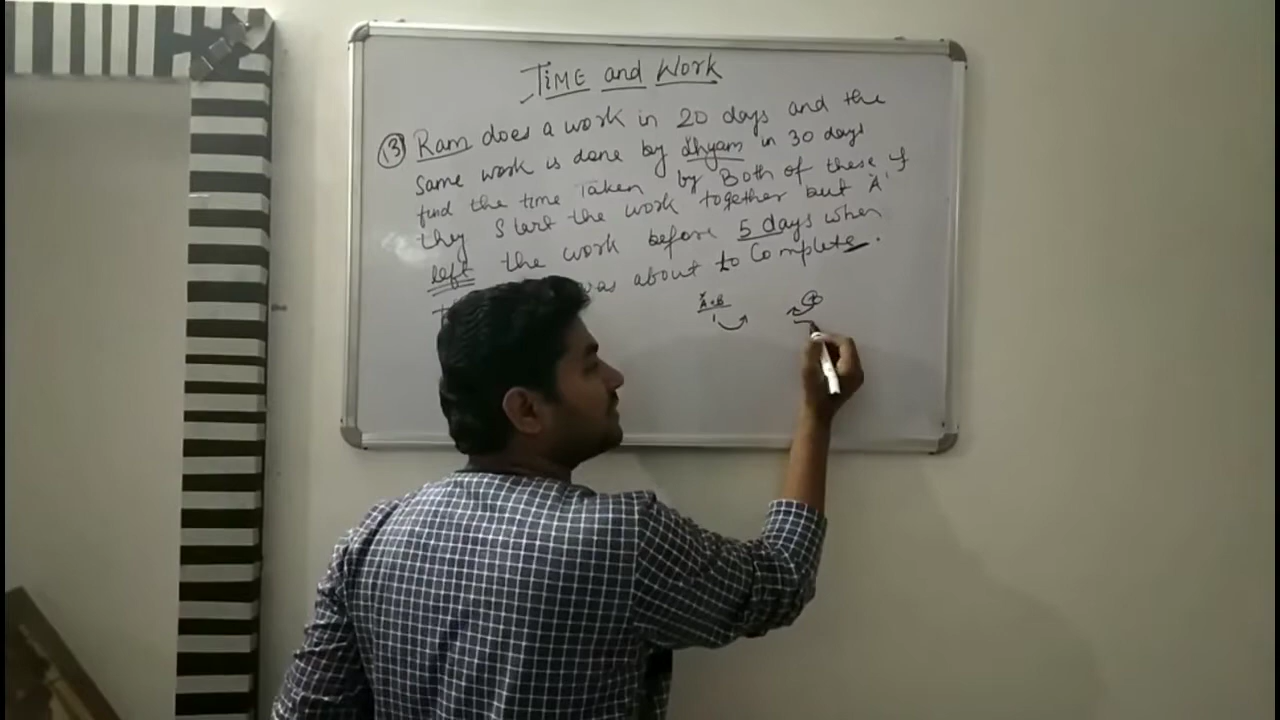 TIME and Work
13 Ram does a work in 20 days and the
same work is done by dhyam in 30 days
find the time Taken by Both of these if
they Start the work together but 'A'
left the work before 5 days when
was about to Complete.
A+B